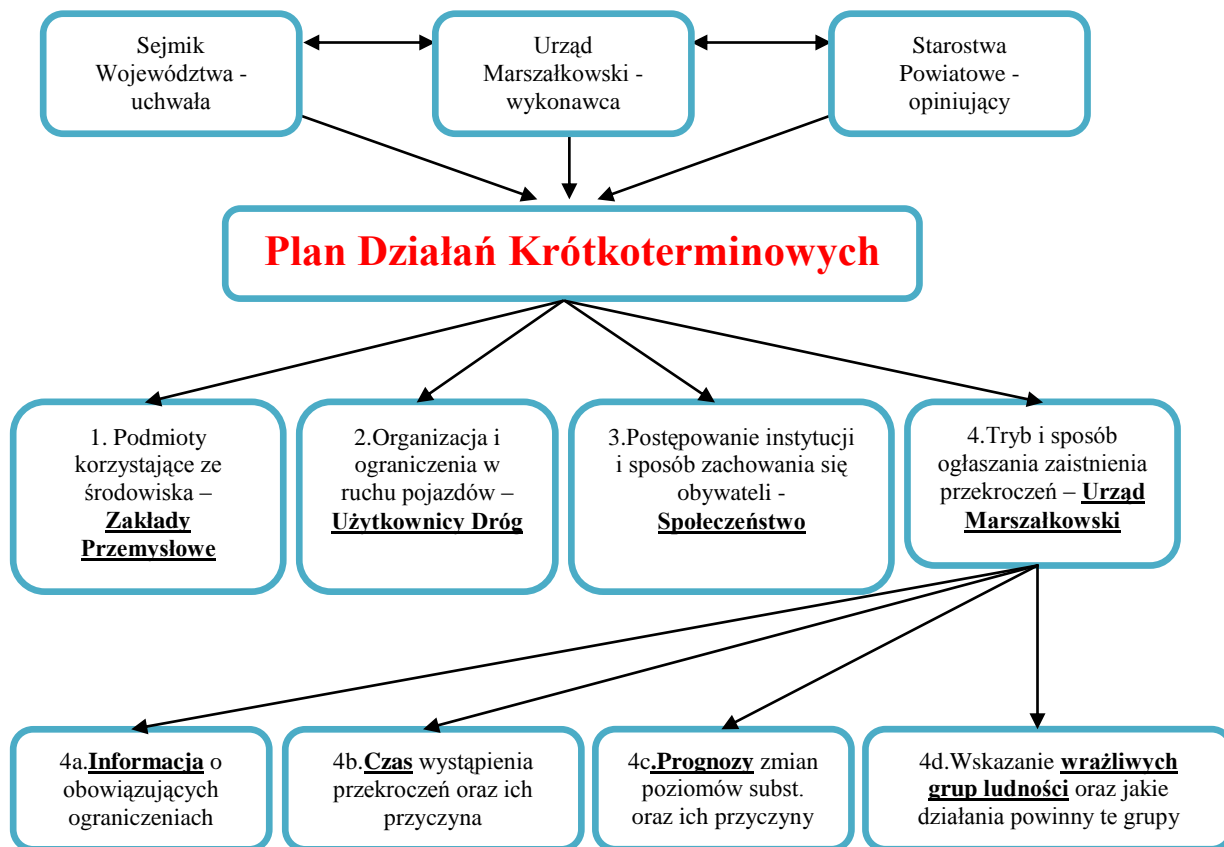 Sejmik
Województwa -
uchwała
Urząd
Marszałkowski -
wykonawca
Starostwa
Powiatowe -
opiniujący
Plan Działań Krótkoterminowych
1. Podmioty
korzystające ze
środowiska –
Zakłady
Przemysłowe
2.Organizacja i
ograniczenia w
ruchu pojazdów –
Użytkownicy Dróg
3.Postępowanie instytucji
i sposób zachowania się
obywateli -
Społeczeństwo
4.Tryb i sposób
ogłaszania zaistnienia
przekroczeń – Urząd
Marszałkowski
4a.Informacja o
obowiązujących
ograniczeniach
4b.Czas wystąpienia
przekroczeń oraz ich
przyczyna
4c.Prognozy zmian
poziomów subst.
oraz ich przyczyny
4d.Wskazanie wrażliwych
grup ludności oraz jakie
działania powinny te grupy